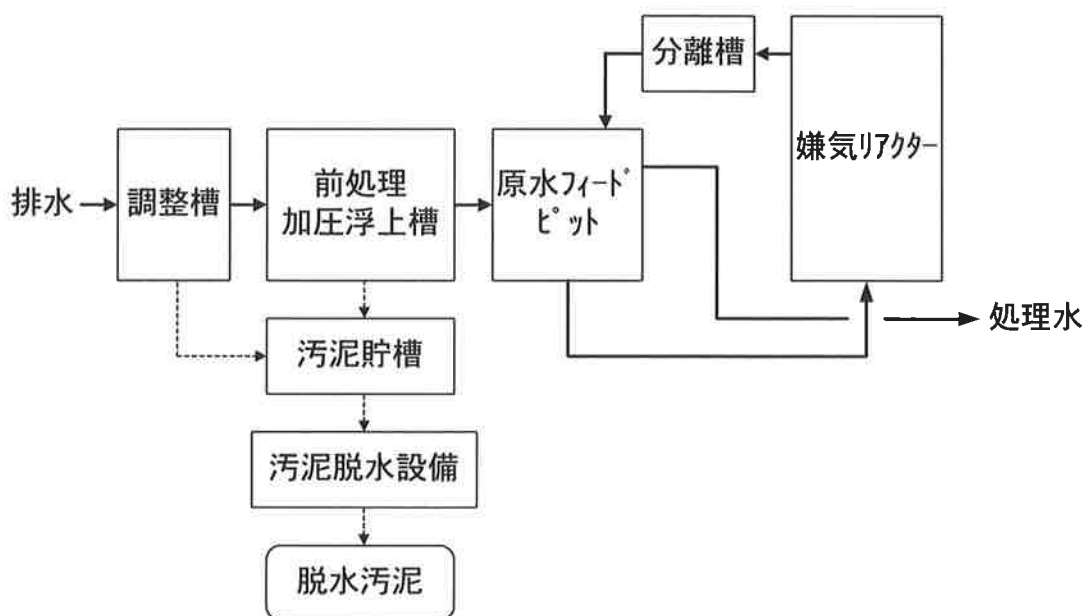 分離槽
嫌気ﾘｱｸﾀｰ
排水
調整槽
前処理
加圧浮上槽
原水ﾌｨｰﾄﾞ
ﾋﾟｯﾄ
処理水
汚泥貯槽
汚泥脱水設備
脱水汚泥